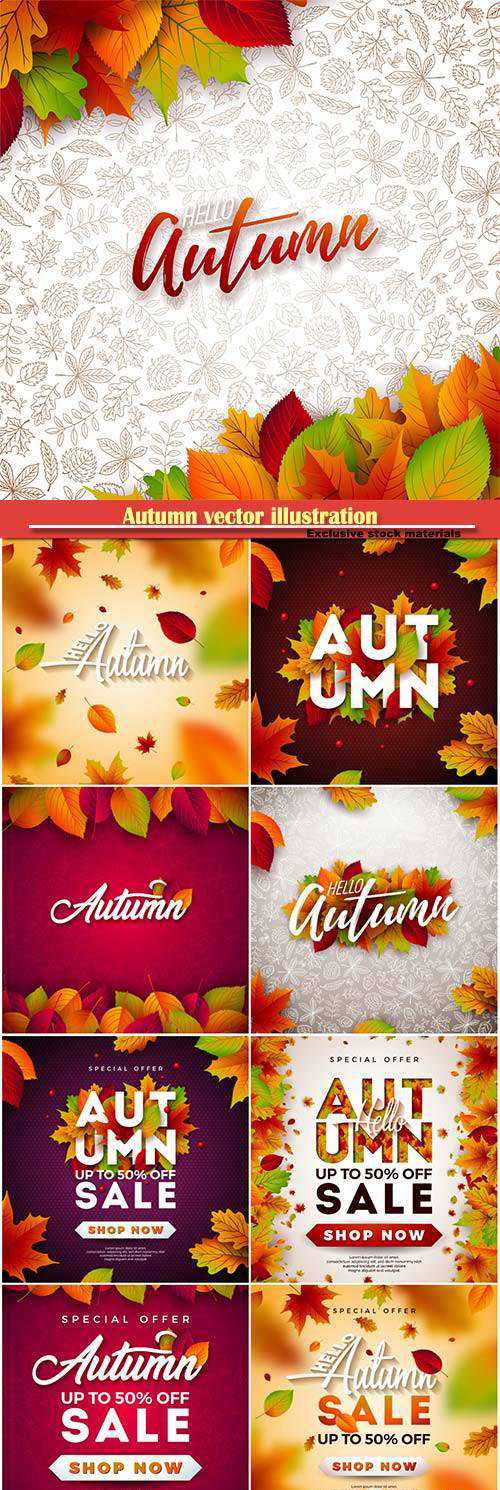 HELLO
Autumn
Autumn vector illustration
Exclusive stock materials
HELLO
Autumn
AUT
UMN
Autumn
HELLO
Autumn
SPECIAL OFFER
AUT
UMN
UP TO 50% OFF
SALE
SHOP NOW
SPECIAL OFFER
AUT
Hello
UMN
UP TO 50% OFF
SALE
SHOP NOW
SPECIAL OFFER
Autumn
UP TO 50% OFF
SALE
SHOP NOW
SPECIAL OFFER
HELLO
Autumn
SALE
UP TO 50% OFF
SHOP NOW